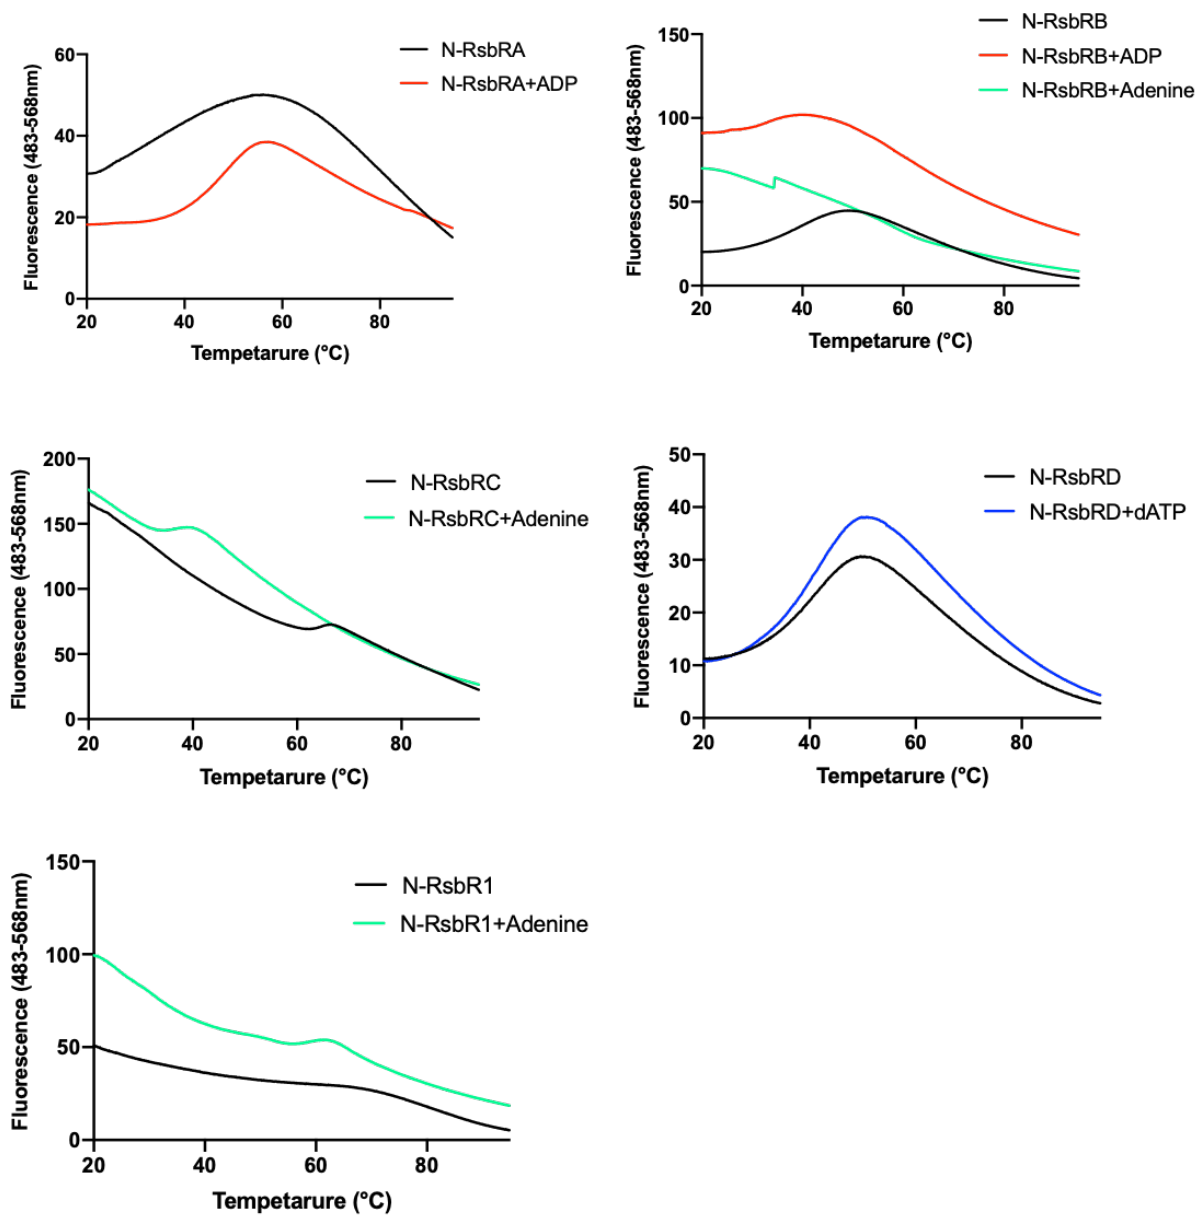 N-RsbRA
N-RsbRA+ADP
Fluorescence (483-568nm)
60
40
20
0
20 40 60 80
Tempetarure (°C)
N-RsbRB
N-RsbRB+ADP
N-RsbRB+Adenine
Fluorescence (483-568nm)
150
100
50
0
20 40 60 80
Tempetarure (°C)
N-RsbRC
N-RsbRC+Adenine
Fluorescence (483-568nm)
200
150
100
50
0
20 40 60 80
Tempetarure (°C)
N-RsbRD
N-RsbRD+dATP
Fluorescence (483-568nm)
50
40
30
20
10
0
20 40 60 80
Tempetarure (°C)
N-RsbR1
N-RsbR1+Adenine
Fluorescence (483-568nm)
150
100
50
0
20 40 60 80
Tempetarure (°C)